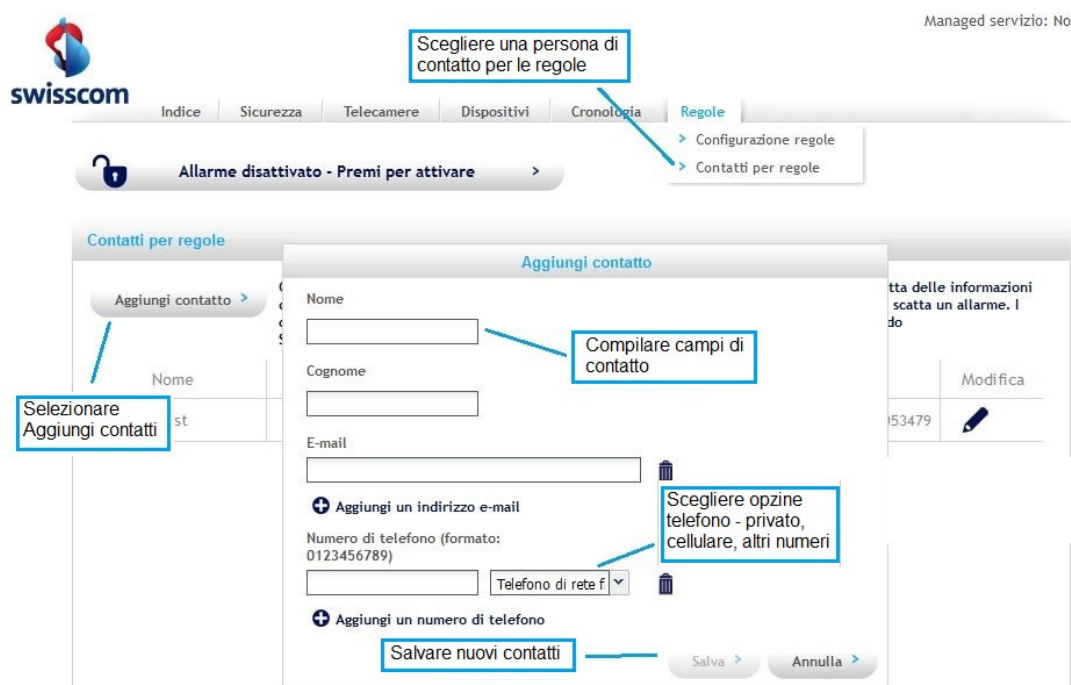 Managed servizio: No
Scegliere una persona di
contatto per le regole
swisscom
Indice Sicurezza Telecamere Dispositivi Cronologia Regole
Configurazione regole
Contatti per regole
Allarme disattivato - Premi per attivare
Contatti per regole
Aggiungi contatto
Aggiungi contatto
Nome
tta delle informazioni
scatta un allarme. I
do
Compilare campi di
contatto
Cognome
Nome
Modifica
Selezionare
Aggiungi contatti
st
53479
E-mail
Aggiungi un indirizzo e-mail
Scegliere opzine
telefono - privato,
cellulare, altri numeri
Numero di telefono (formato:
0123456789)
Telefono di rete f
Aggiungi un numero di telefono
Salvare nuovi contatti
Salva
Annulla